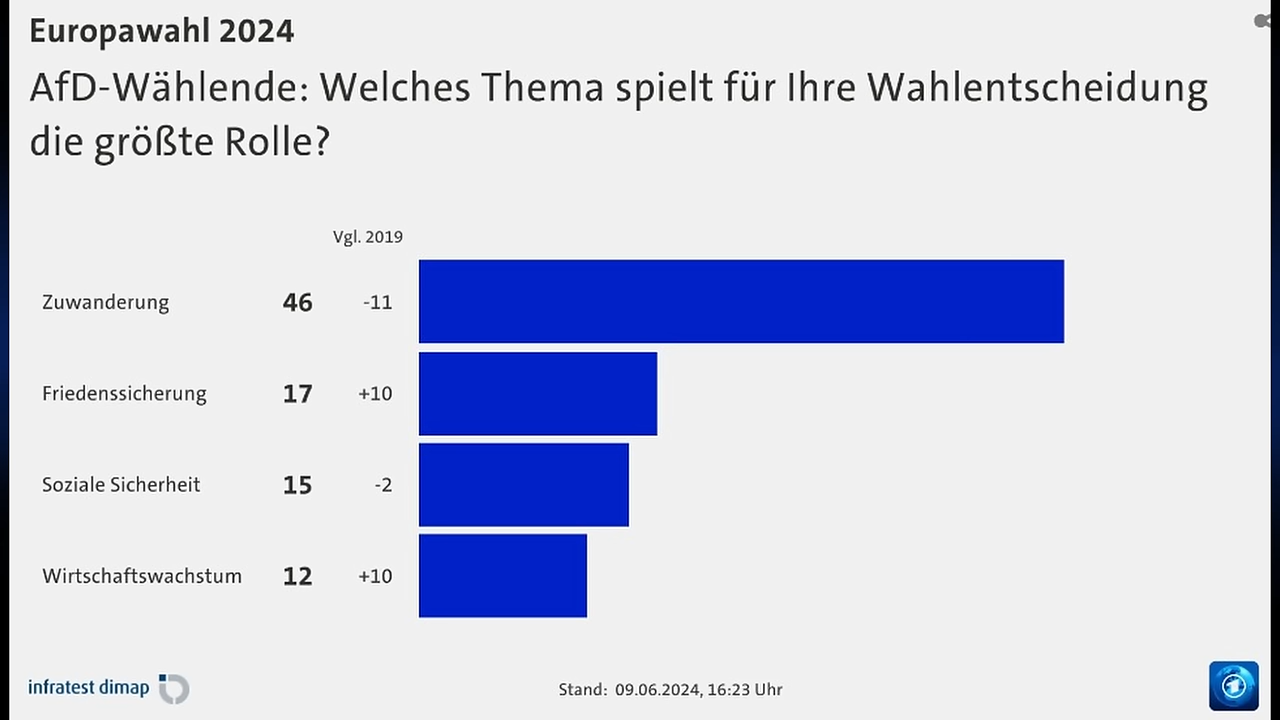 Europawahl 2024
AfD-Wählende: Welches Thema spielt für Ihre Wahlentscheidung
die größte Rolle?
Vgl. 2019
Zuwanderung 46 -11
Friedenssicherung 17 +10
Soziale Sicherheit 15 -2
Wirtschaftswachstum 12 +10
infratest dimap Stand: 09.06.2024, 16:23 Uhr